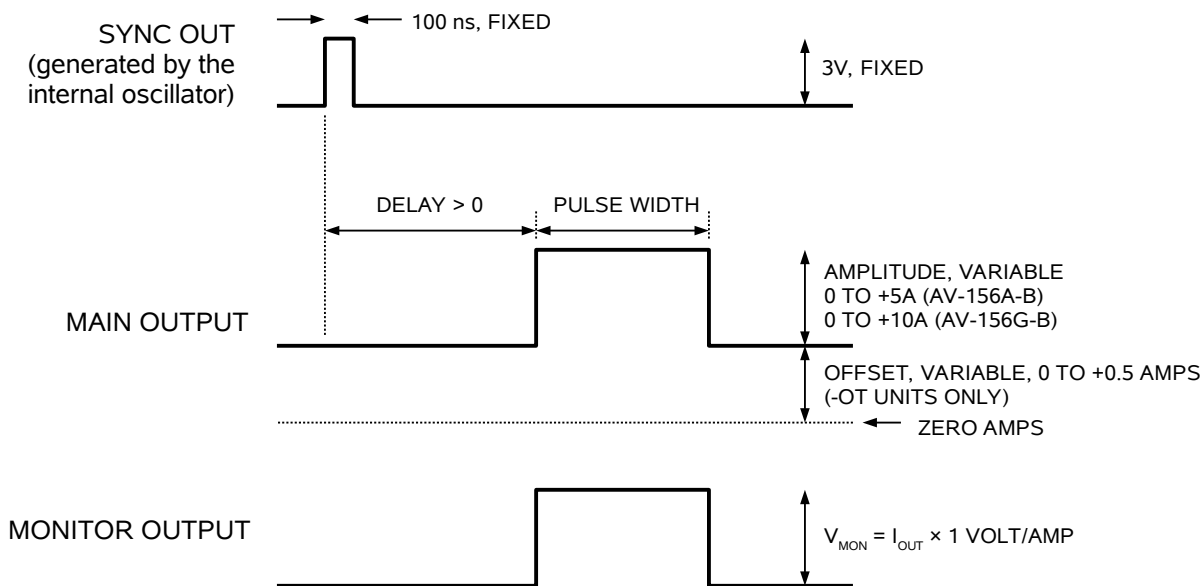 SYNC OUT
(generated by the
internal oscillator)
100 ns, FIXED
3V, FIXED
DELAY > 0
PULSE WIDTH
MAIN OUTPUT
AMPLITUDE, VARIABLE
0 TO +5A (AV-156A-B)
0 TO +10A (AV-156G-B)
OFFSET, VARIABLE, 0 TO +0.5 AMPS
(-OT UNITS ONLY)
ZERO AMPS
MONITOR OUTPUT
V_MON = I_OUT × 1 VOLT/AMP